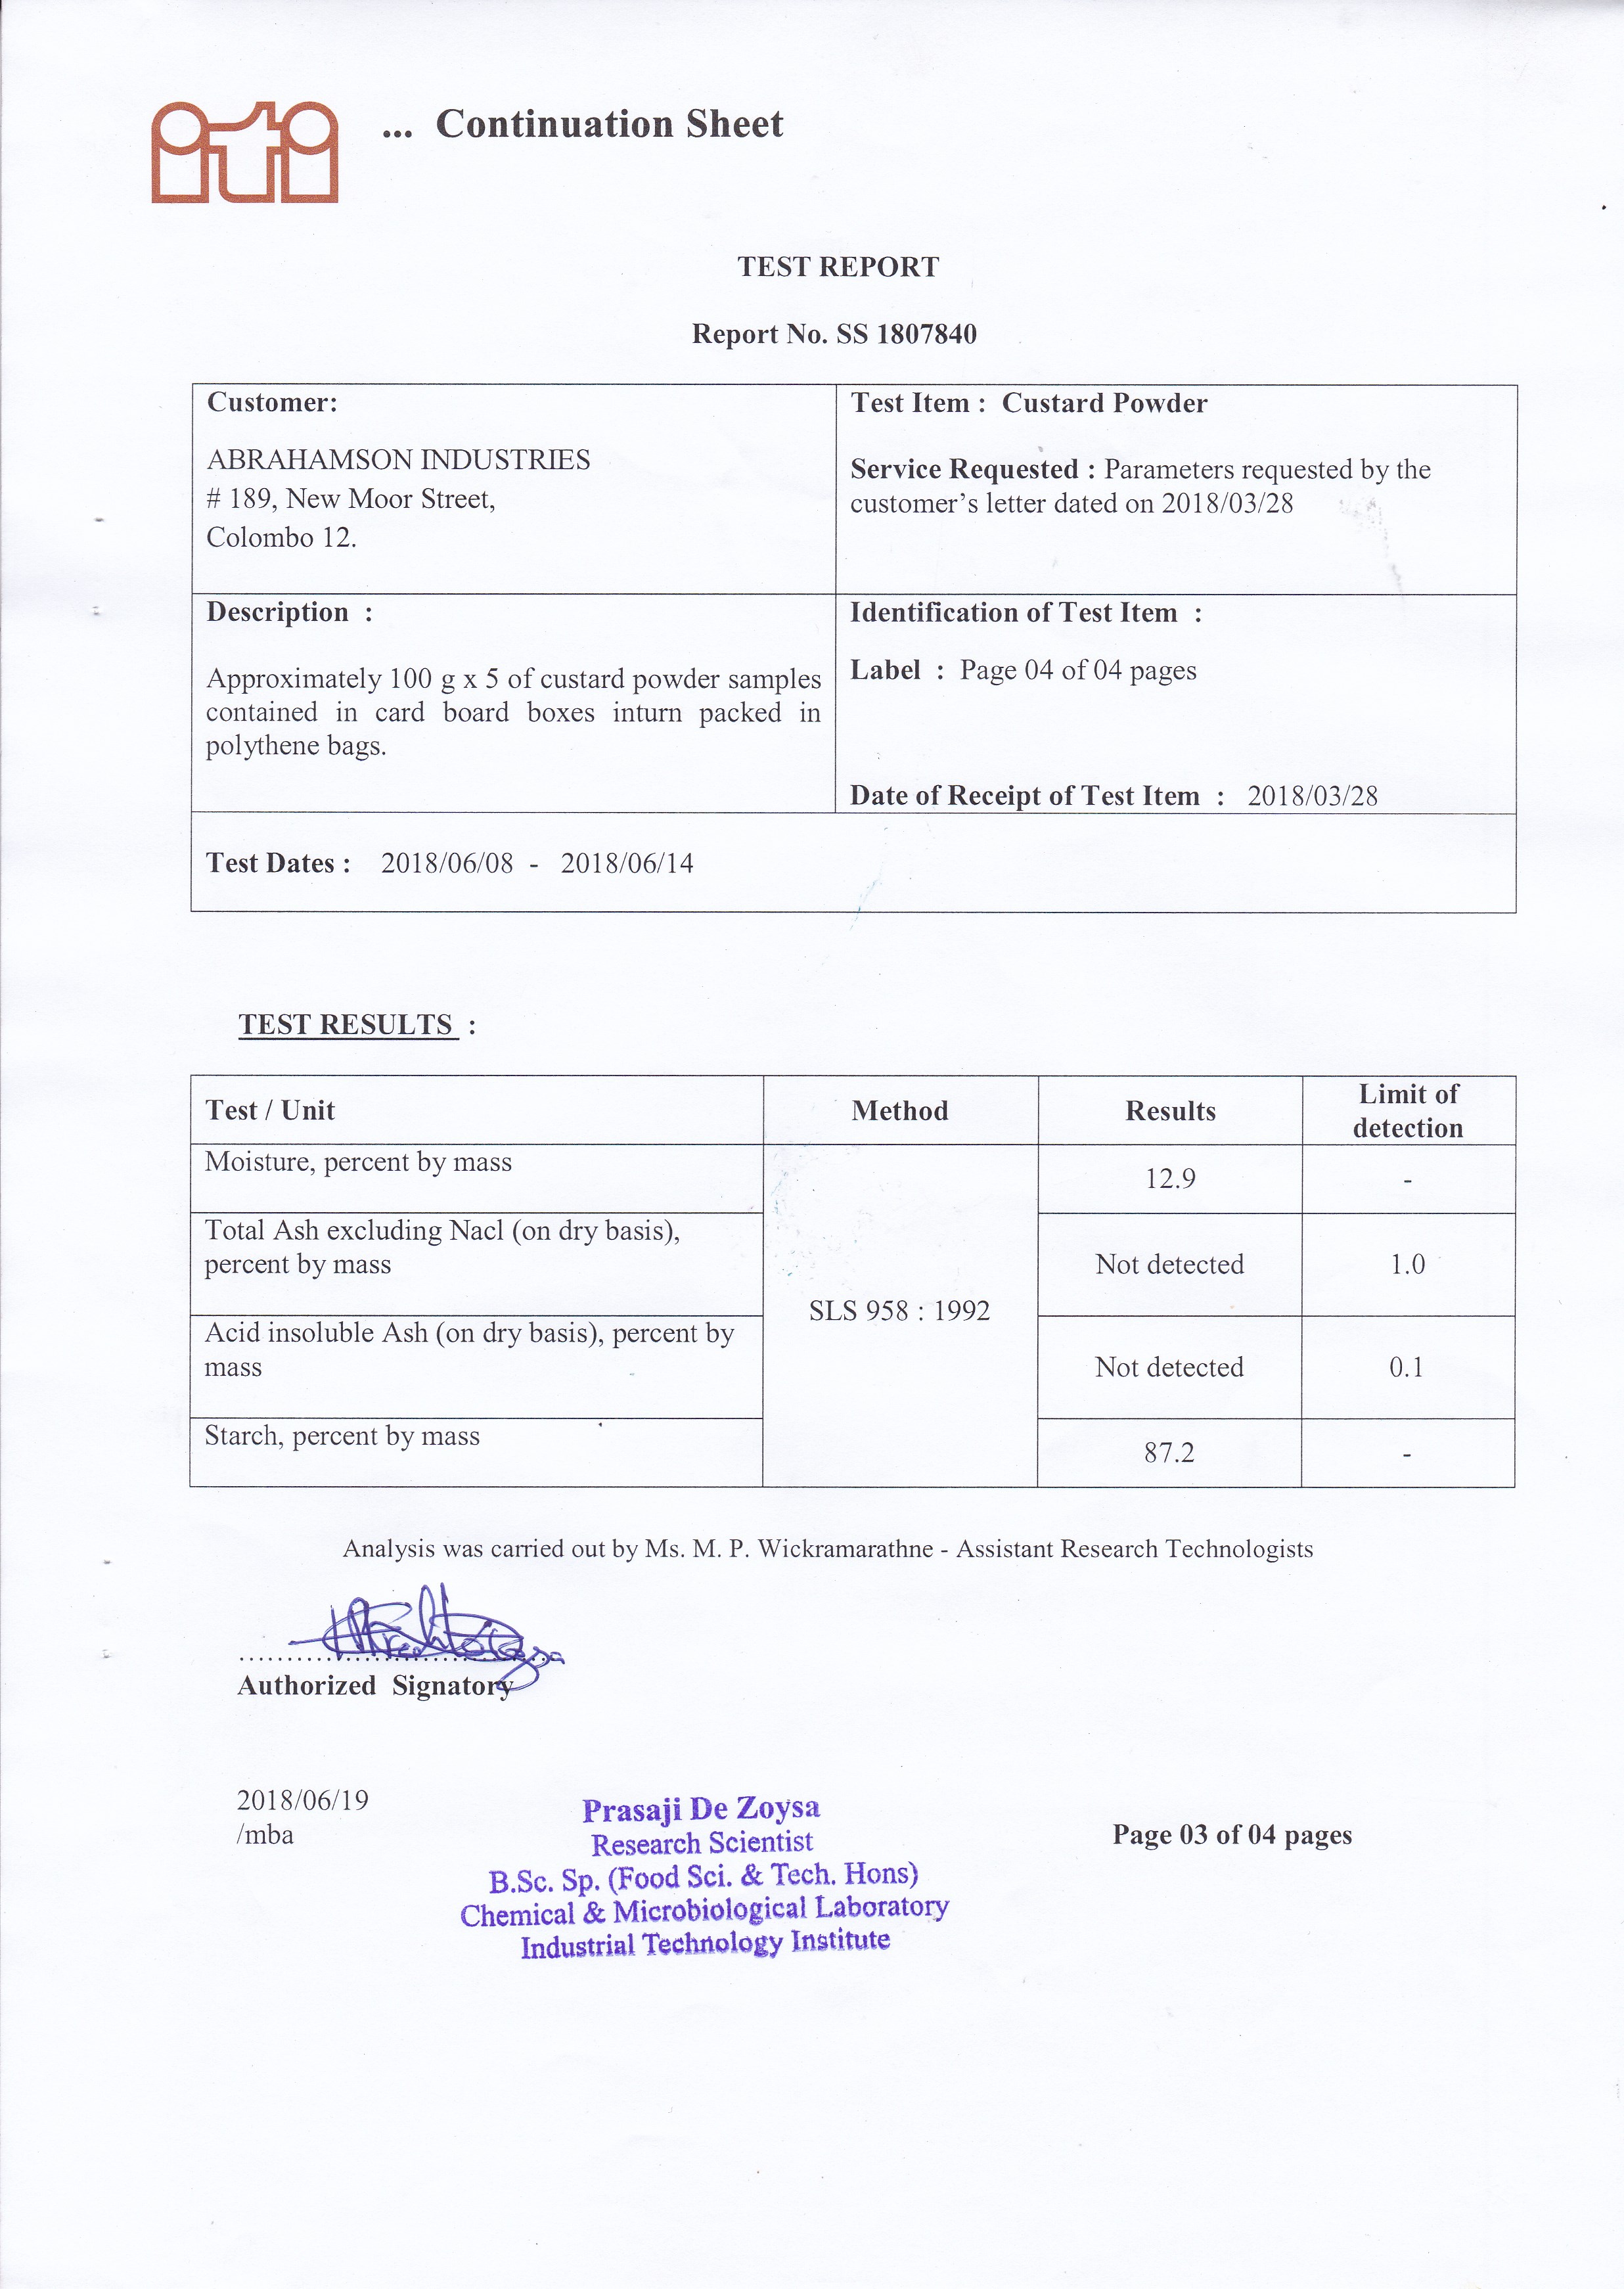 iti
... Continuation Sheet
TEST REPORT
Report No. SS 1807840
Customer:
ABRAHAMSON INDUSTRIES
# 189, New Moor Street,
Colombo 12.
Test Item : Custard Powder
Service Requested : Parameters requested by the
customer's letter dated on 2018/03/28
Description :
Approximately 100 g x 5 of custard powder samples
contained in card board boxes inturn packed in
polythene bags.
Identification of Test Item :
Label : Page 04 of 04 pages
Date of Receipt of Test Item : 2018/03/28
Test Dates : 2018/06/08 - 2018/06/14
TEST RESULTS :
Test / Unit
Method
Results
Limit of
detection
Moisture, percent by mass
12.9
-
Total Ash excluding Nacl (on dry basis),
percent by mass
Not detected
1.0
SLS 958 : 1992
Acid insoluble Ash (on dry basis), percent by
mass
Not detected
0.1
Starch, percent by mass
87.2
-
Analysis was carried out by Ms. M. P. Wickramarathne - Assistant Research Technologists
Authorized Signatory
2018/06/19
/mba
Prasaji De Zoysa
Research Scientist
B.Sc. Sp. (Food Sci. & Tech. Hons)
Chemical & Microbiological Laboratory
Industrial Technology Institute
Page 03 of 04 pages